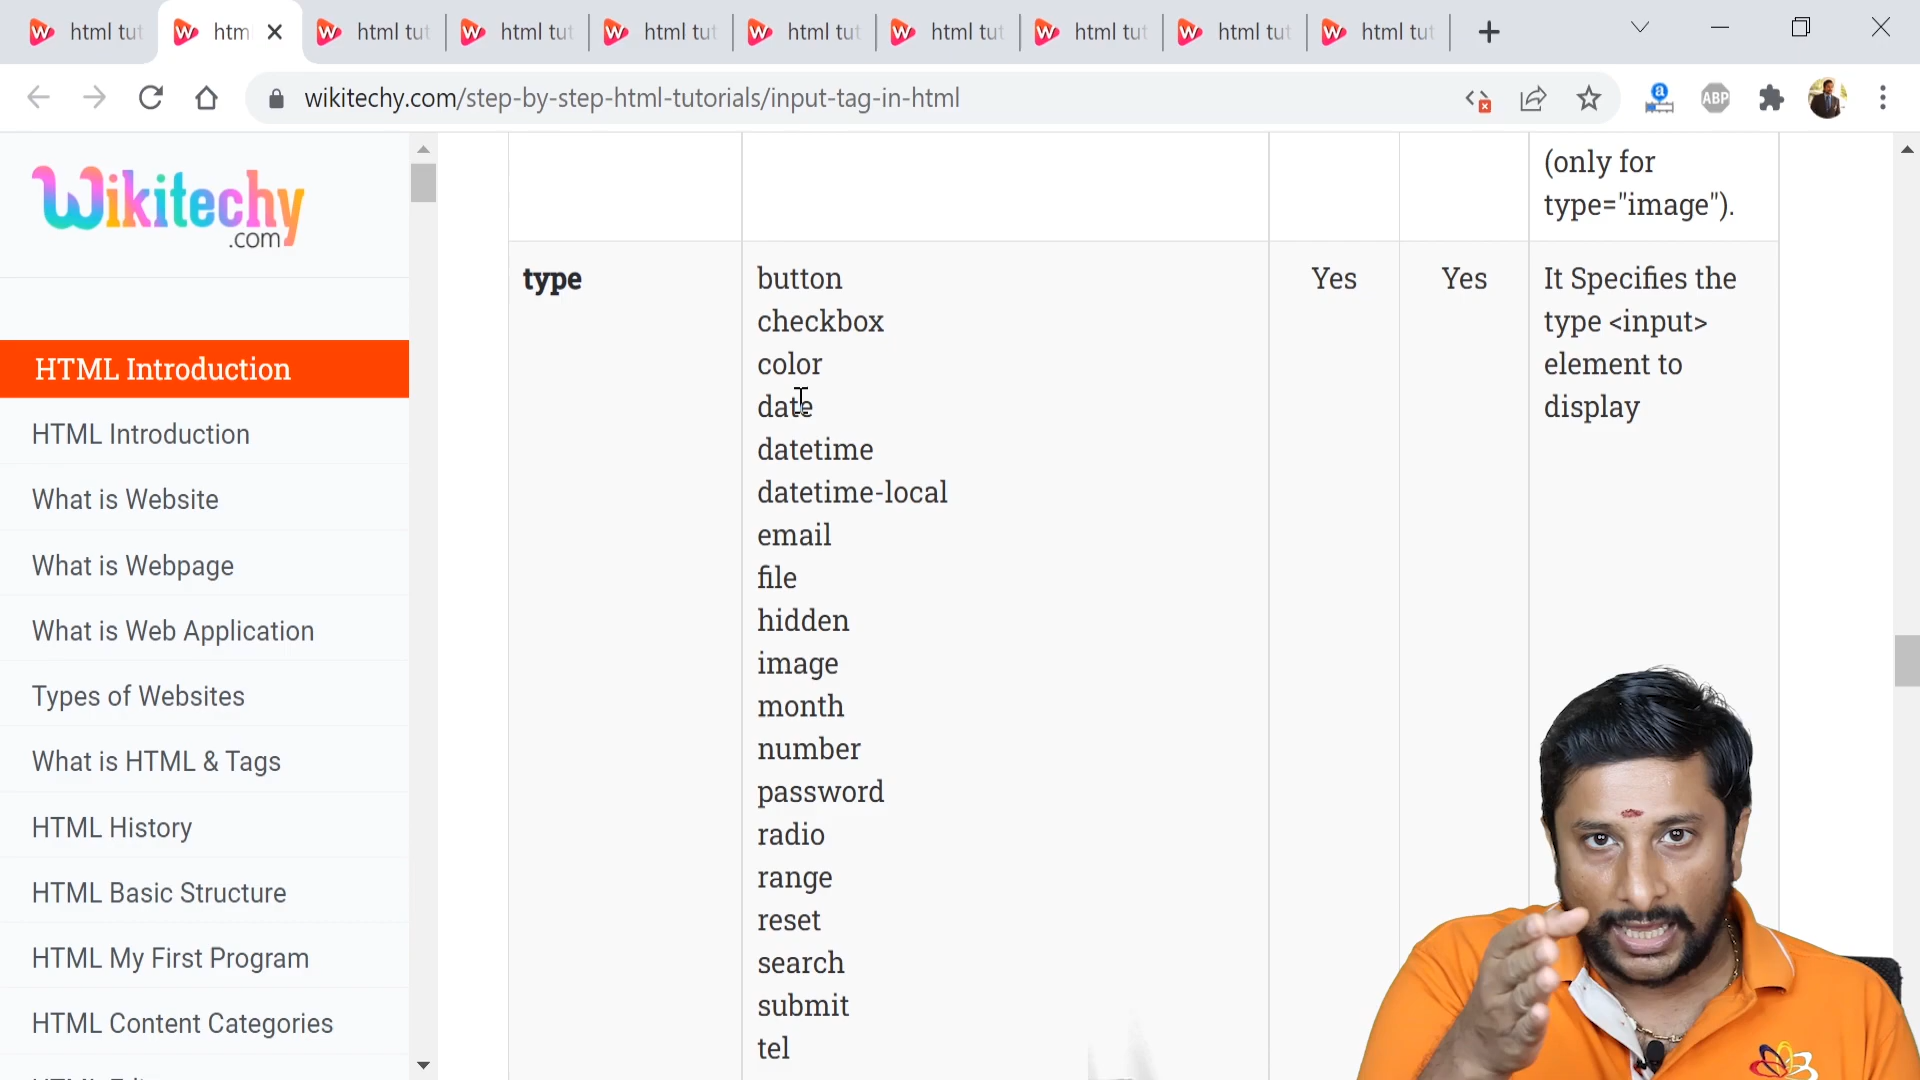 html tut
htm
html tut
html tut
html tut
html tut
html tut
html tut
html tut
html tut
wikitechy.com/step-by-step-html-tutorials/input-tag-in-html
a
ABP
Wikitechy
.com
HTML Introduction
HTML Introduction
What is Website
What is Webpage
What is Web Application
Types of Websites
What is HTML & Tags
HTML History
HTML Basic Structure
HTML My First Program
HTML Content Categories
(only for
type="image").
type
button
checkbox
color
date
datetime
datetime-local
email
file
hidden
image
month
number
password
radio
range
reset
search
submit
tel
Yes
Yes
It Specifies the
type <input>
element to
display